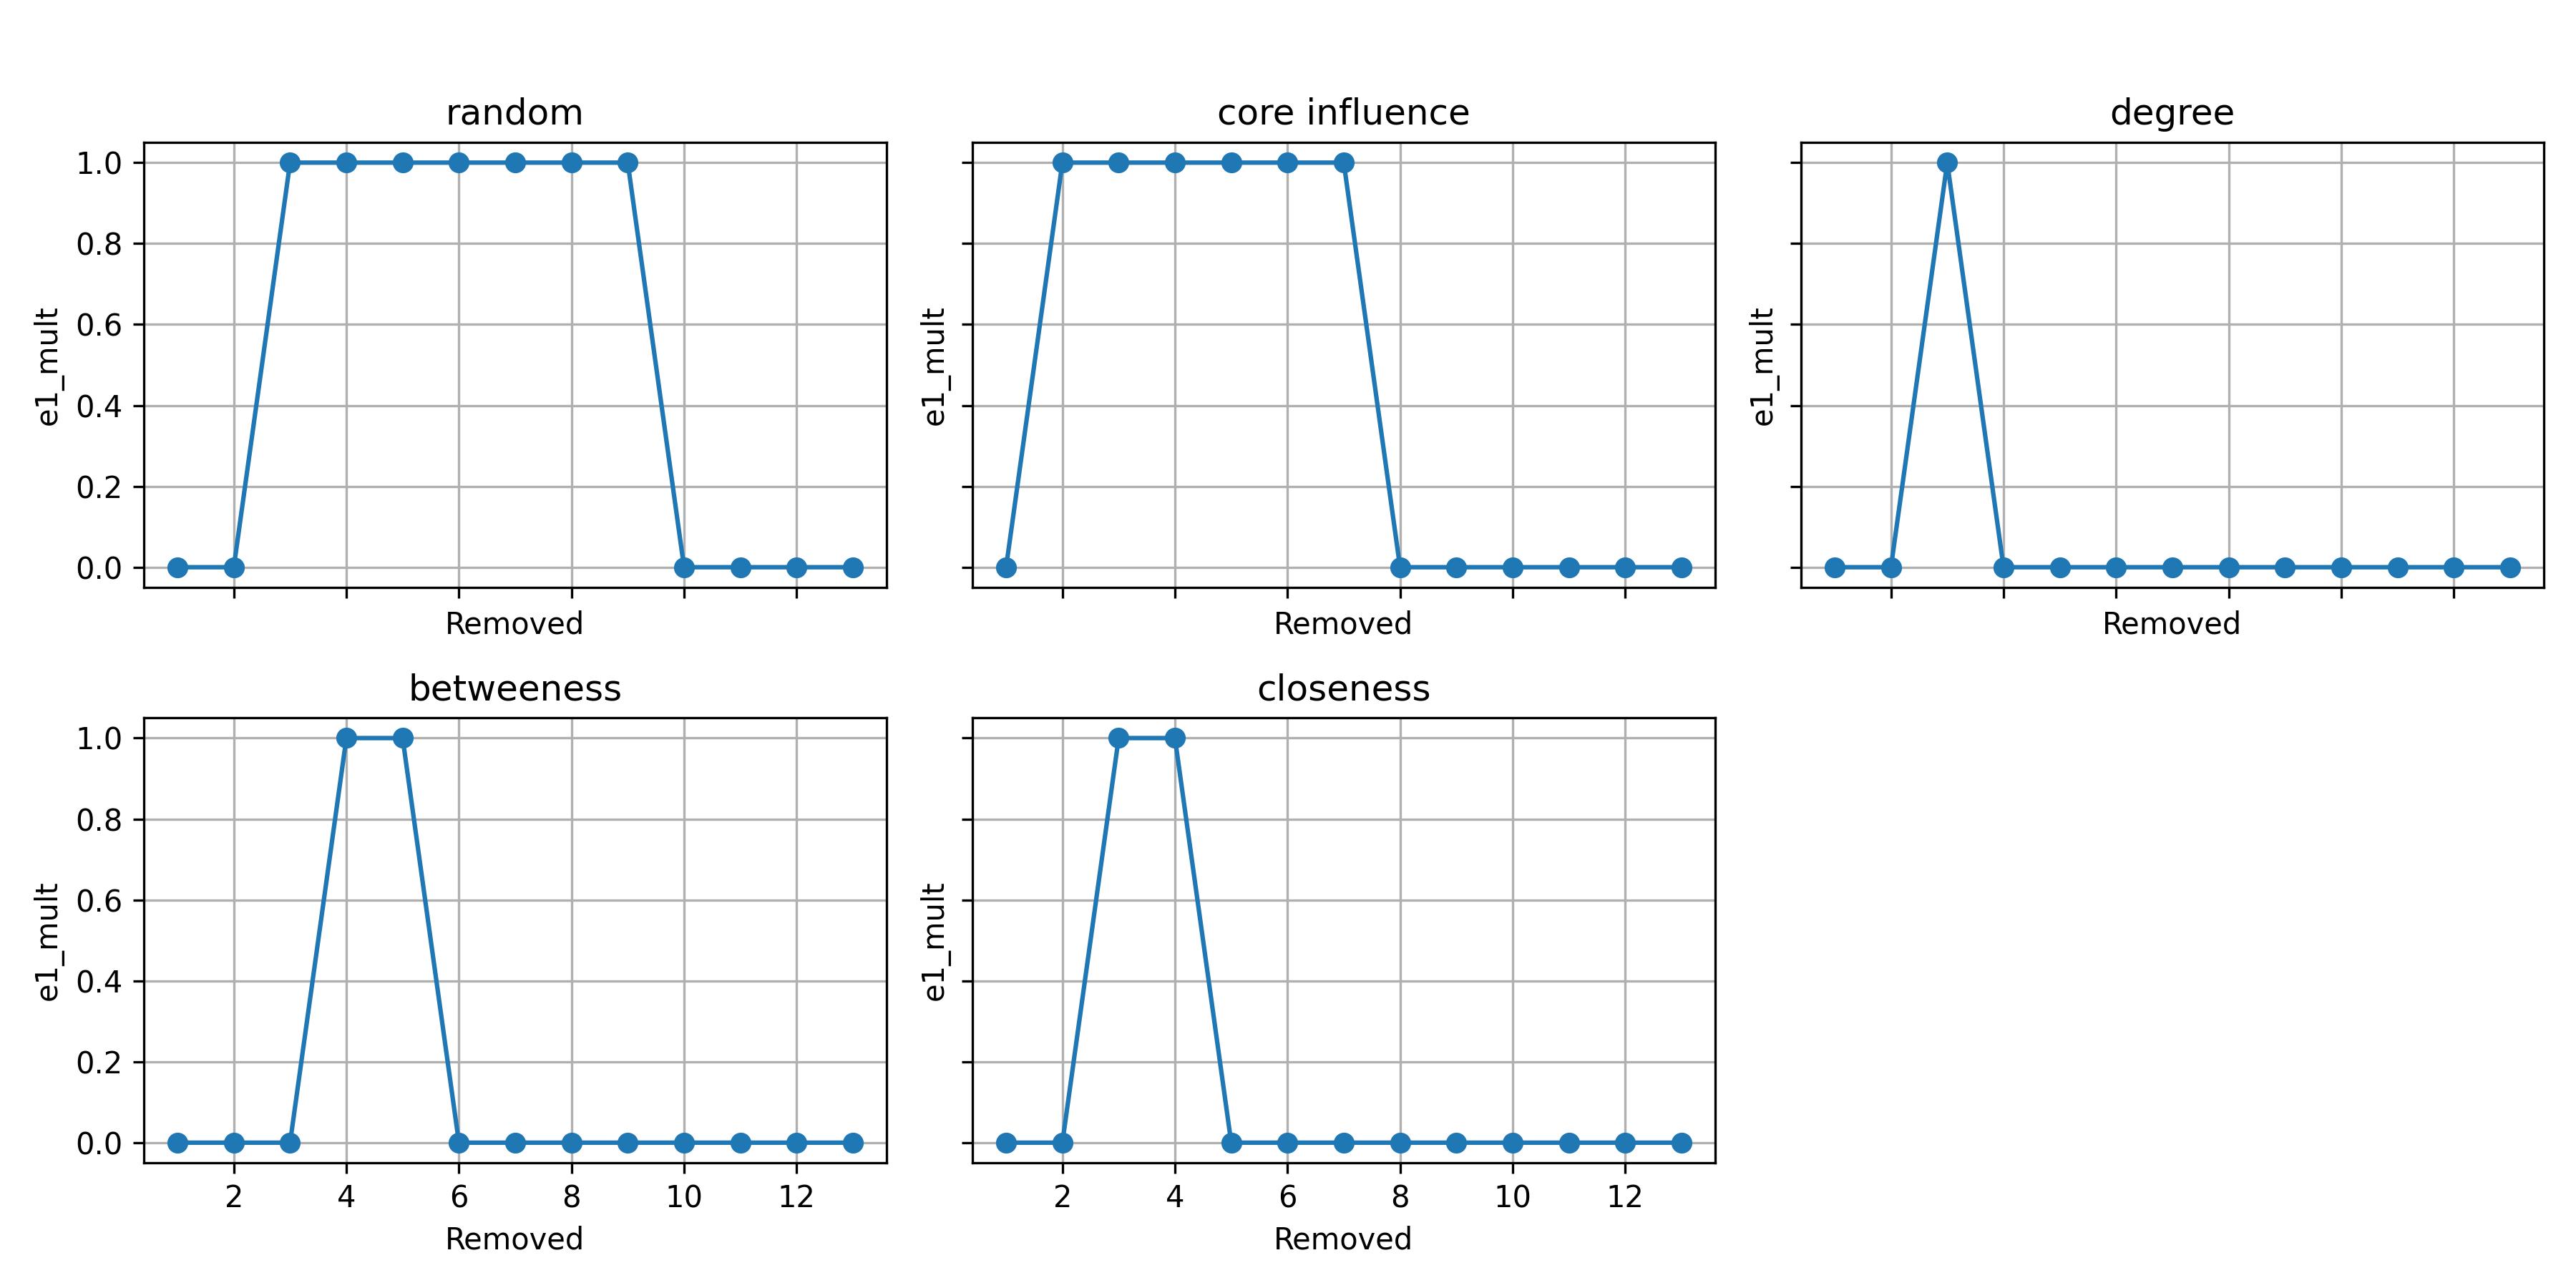 random
core influence
degree
e1_mult
1.0
0.8
0.6
0.4
0.2
0.0
Removed
e1_mult
Removed
e1_mult
Removed
betweeness
closeness
e1_mult
1.0
0.8
0.6
0.4
0.2
0.0
2 4 6 8 10 12
Removed
e1_mult
2 4 6 8 10 12
Removed